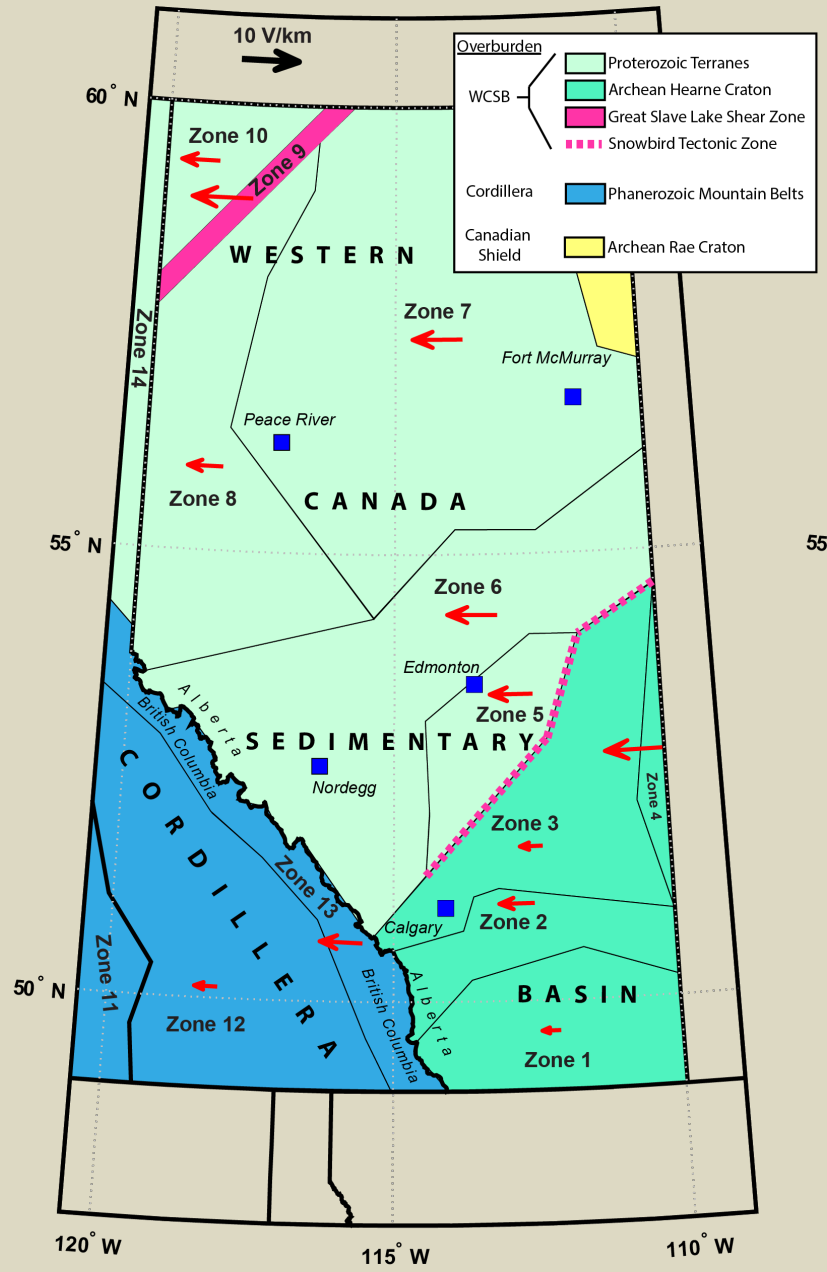 10 V/km
Overburden
WCSB
Proterozoic Terranes
Archean Hearne Craton
Great Slave Lake Shear Zone
Snowbird Tectonic Zone
Cordillera
Phanerozoic Mountain Belts
Canadian
Shield
Archean Rae Craton
60° N
Zone 10
Zone 9
WESTERN
Zone 7
Zone 14
Fort McMurray
Peace River
Zone 8
CANADA
55° N
55
Zone 6
Edmonton
Zone 5
Alberta
British Columbia
SEDIMENTARY
Nordegg
Zone 4
CORDILLERA
Zone 3
Zone 13
Calgary
Zone 2
Zone 11
British Columbia
Alberta
50° N
BASIN
Zone 12
Zone 1
120° W
115° W
110° W